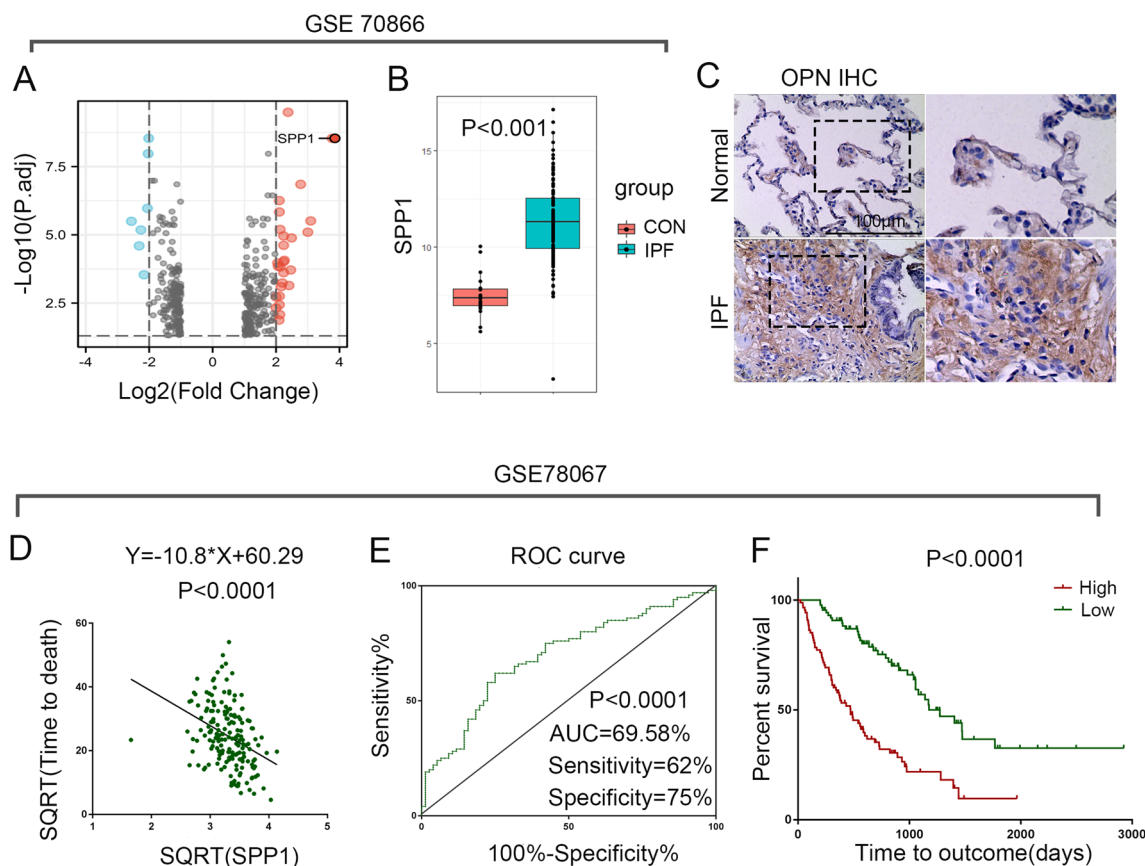 GSE 70866
A
-Log10(P.adj)
7.5
5.0
2.5
SPP1
-4
-2
0
2
4
Log2(Fold Change)
B
P<0.001
SPP1
15
10
5
group
CON
IPF
C
OPN IHC
Normal
100μm
IPF
GSE78067
D
Y=-10.8*X+60.29
P<0.0001
SQRT(Time to death)
60
40
20
0
1
2
3
4
5
SQRT(SPP1)
E
ROC curve
Sensitivity%
100
50
0
P<0.0001
AUC=69.58%
Sensitivity=62%
Specificity=75%
0
50
100
100%-Specificity%
F
P<0.0001
High
Low
Percent survival
100
50
0
0
1000
2000
3000
Time to outcome(days)